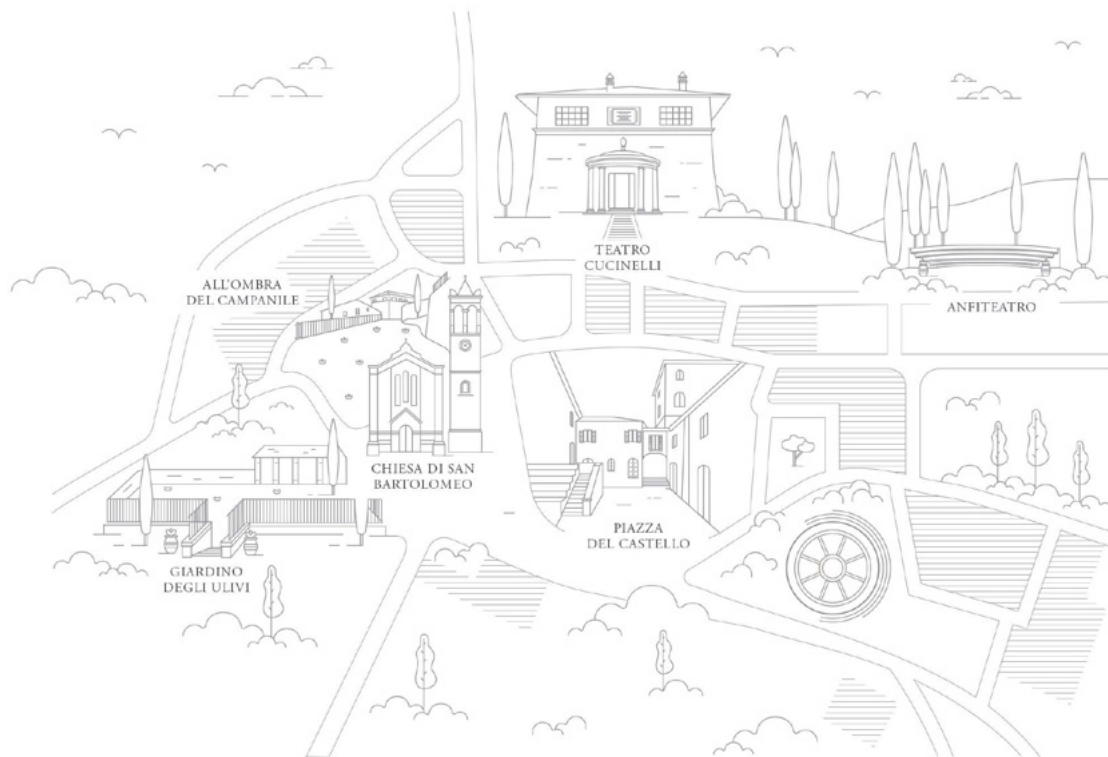 TEATRO
CUCINELLI
ALL'OMBRA
DEL CAMPANILE
ANFITEATRO
CHIESA DI SAN
BARTOLOMEO
PIAZZA
DEL CASTELLO
GIARDINO
DEGLI ULIVI